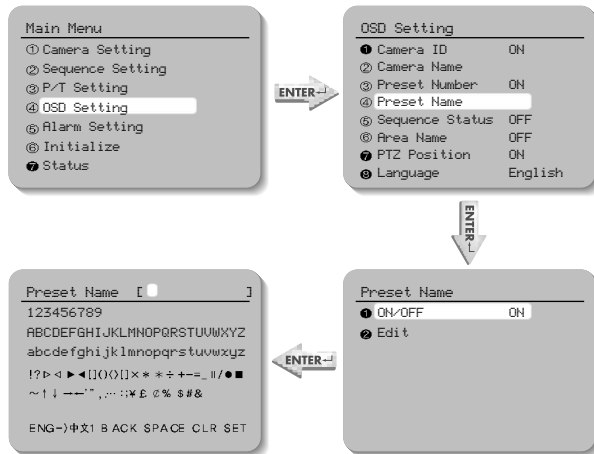 Main Menu
① Camera Setting
② Sequence Setting
③ P/T Setting
④ OSD Setting
⑤ Alarm Setting
⑥ Initialize
❼ Status
ENTER↵
OSD Setting
❶ Camera ID ON
② Camera Name
③ Preset Number ON
④ Preset Name
⑤ Sequence Status OFF
⑥ Area Name OFF
❼ PTZ Position ON
❽ Language English
ENTER↵
Preset Name
❶ ON/OFF ON
❷ Edit
ENTER↵
Preset Name [ ]
123456789
ABCDEFGHIJKLMNOPQRSTUVWXYZ
abcdefghijklmnopqrstuvwxyz
!?▷◁ ▶◀[]()⟨⟩[]×＊＊÷+-=_॥/●■
～↑↓→←'",…:;¥£ ∅% $#&
ENG-)中文1 BACK SPACE CLR SET